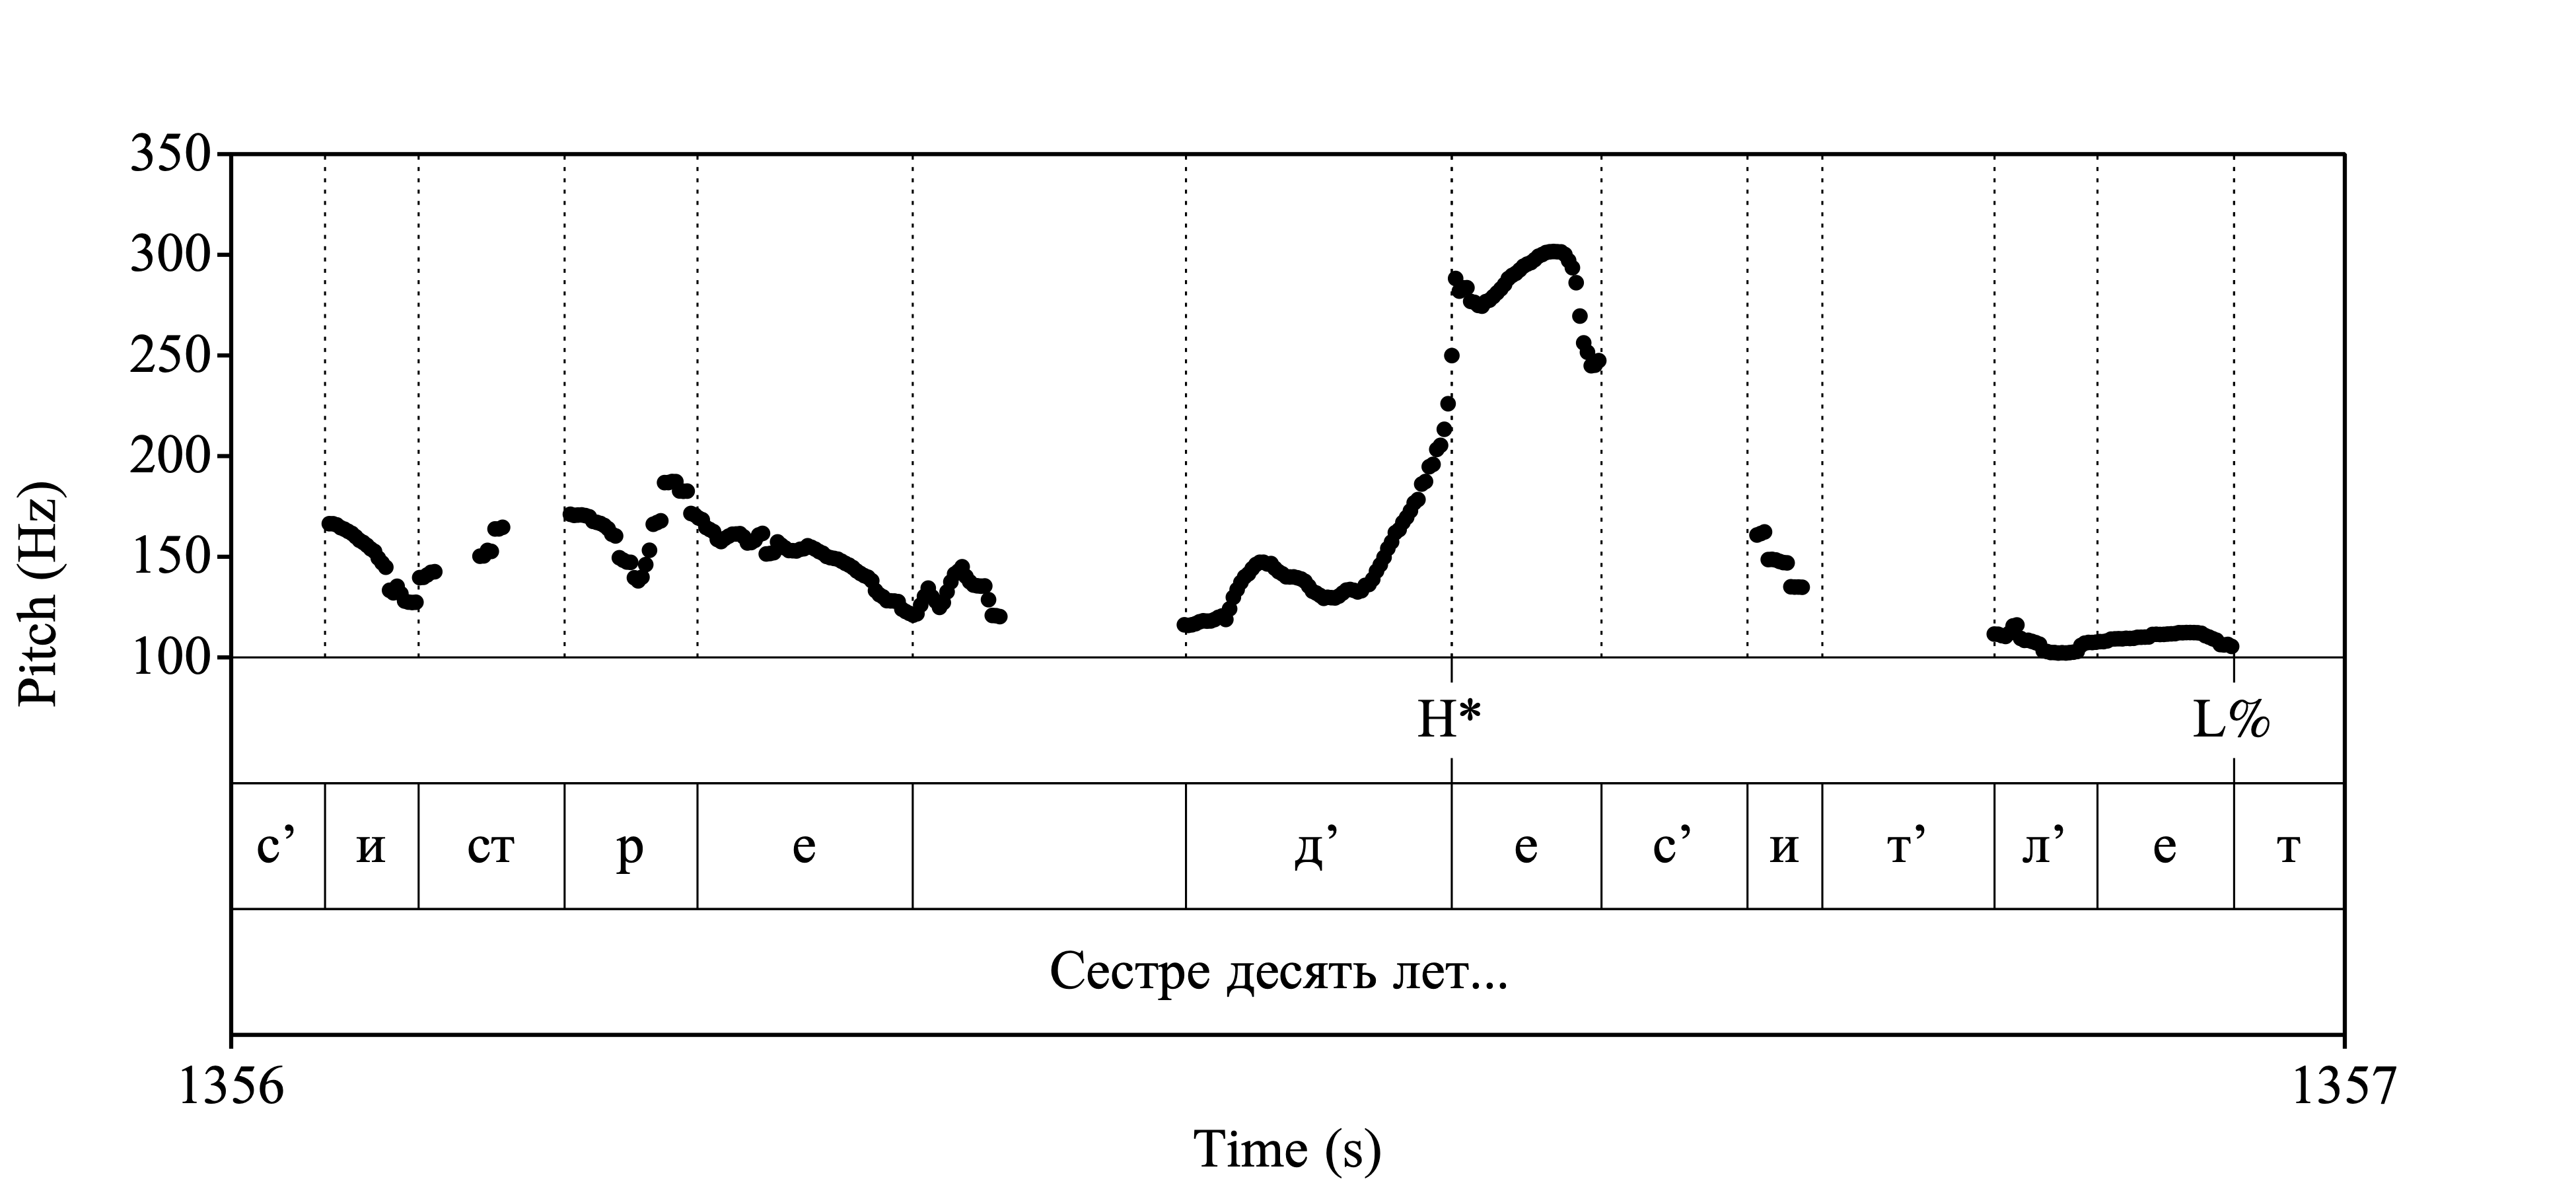 350
300
250
200
150
100
Pitch (Hz)
H* L%
с’ и ст р е д’ е с’ и т’ л’ е т
Сестре десять лет...
1356 1357
Time (s)